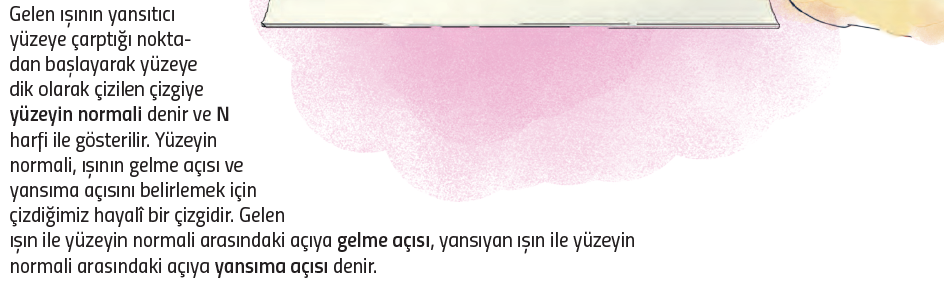 Gelen ışının yansıtıcı
yüzeye çarptığı nokta-
dan başlayarak yüzeye
dik olarak çizilen çizgiye
yüzeyin normali denir ve N
harfi ile gösterilir. Yüzeyin
normali, ışının gelme açısı ve
yansıma açısını belirlemek için
çizdiğimiz hayalî bir çizgidir. Gelen
ışın ile yüzeyin normali arasındaki açıya gelme açısı, yansıyan ışın ile yüzeyin
normali arasındaki açıya yansıma açısı denir.